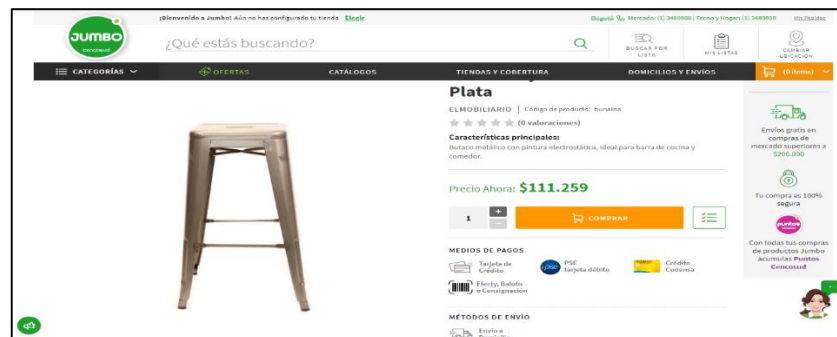 ¡Bienvenido a Jumbo! Aún no has configurado tu tienda Elegir
Bogotá Mercado: (1) 3480088 | Tecno y Hogar: (1) 3480010 Mis Pedidos
JUMBO
cencosud
¿Qué estás buscando?
BUSCAR POR
LISTA
MIS LISTAS
CAMBIAR
UBICACIÓN
CATEGORÍAS
OFERTAS
CATÁLOGOS
TIENDAS Y COBERTURA
DOMICILIOS Y ENVÍOS
(0 items)
Plata
ELMOBILIARIO | Código de producto:
(0 valoraciones)
Características principales:
Butaco metálico con pintura electrostática, ideal para barra de cocina y
comedor.
Precio Ahora: $111.259
1
+
-
COMPRAR
MEDIOS DE PAGOS
Tarjeta de
Crédito
pse
PSE
tarjeta débito
Crédito
Codensa
Efecty, Baloto
o Consignación
MÉTODOS DE ENVÍO
Envío a
Envíos gratis en
compras de
mercado superiores a
$200.000
Tu compra es 100%
segura
puntos
Con todas tus compras
de productos Jumbo
acumulas Puntos
Cencosud